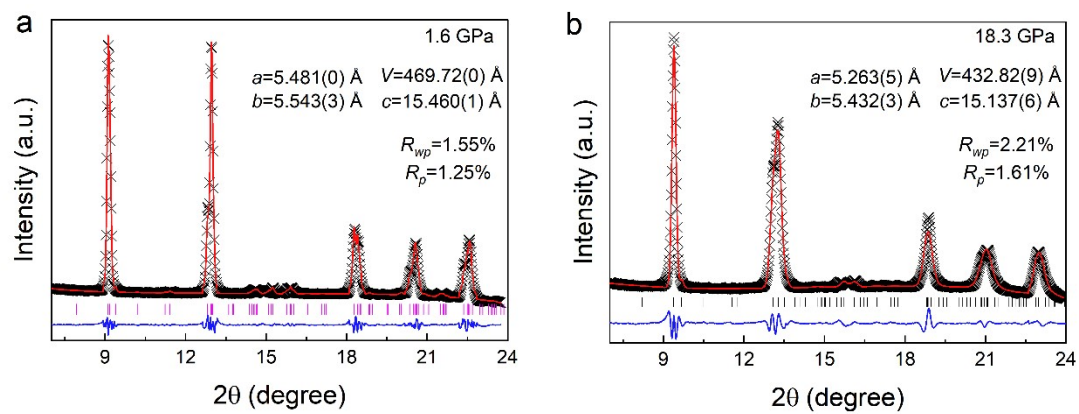 a
1.6 GPa
a=5.481(0) Å V=469.72(0) Å
b=5.543(3) Å c=15.460(1) Å
Rwp=1.55%
Rp=1.25%
Intensity (a.u.)
9 12 15 18 21 24
2θ (degree)
b
18.3 GPa
a=5.263(5) Å V=432.82(9) Å
b=5.432(3) Å c=15.137(6) Å
Rwp=2.21%
Rp=1.61%
Intensity (a.u.)
9 12 15 18 21 24
2θ (degree)